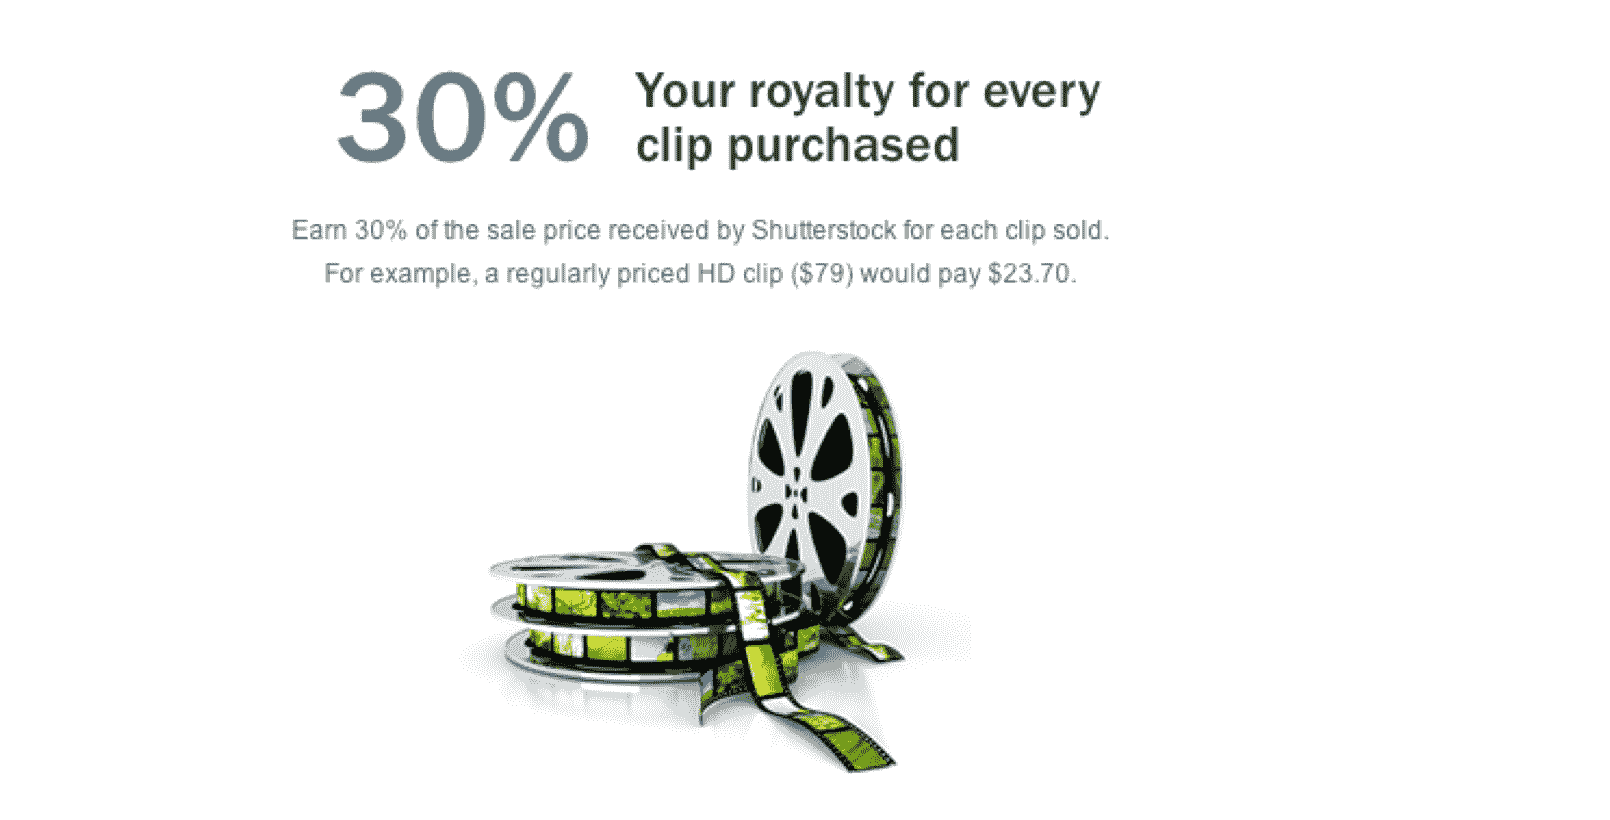 30%
Your royalty for every
clip purchased
Earn 30% of the sale price received by Shutterstock for each clip sold.
For example, a regularly priced HD clip ($79) would pay $23.70.